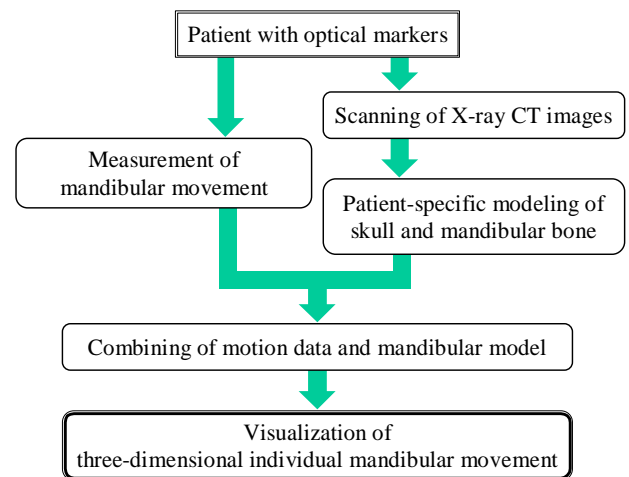 Patient with optical markers
Scanning of X-ray CT images
Measurement of
mandibular movement
Patient-specific modeling of
skull and mandibular bone
Combining of motion data and mandibular model
Visualization of
three-dimensional individual mandibular movement